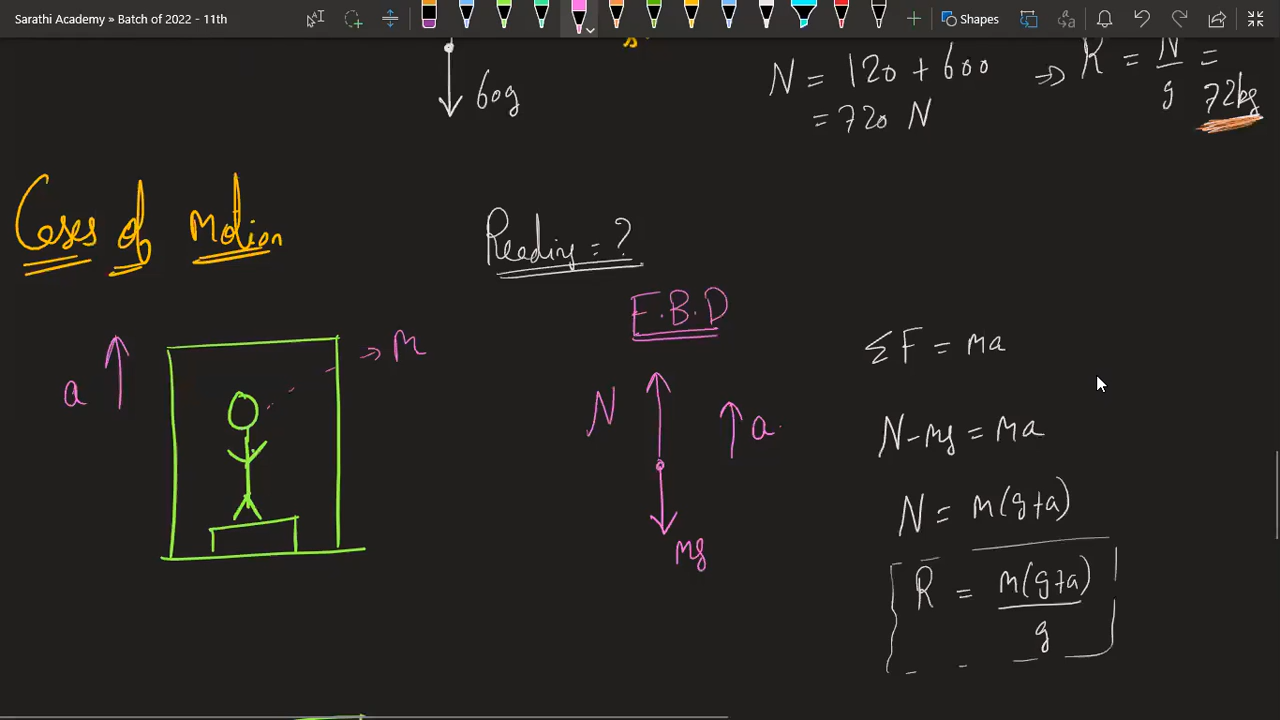 Sarathi Academy » Batch of 2022 - 11th
Shapes
60g
N = 120 + 600
= 720 N
=> R = N/g =
72kg
Cases of Motion
Reading = ?
F.B.D
a
→ M
N
a
mg
ΣF = ma
N-mg = ma
N = m(g+a)
R = m(g+a)/g